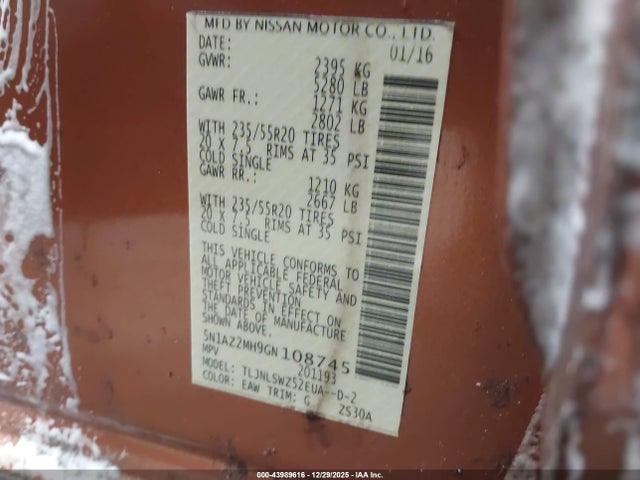 MFD BY NISSAN MOTOR CO., LTD.
DATE: 01/16
GVWR: 2395 KG
5280 LB
GAWR FR.: 1271 KG
2802 LB
WITH 235/55R20 TIRES
20 X 7.5 RIMS AT 35 PSI
COLD SINGLE
GAWR RR.: 1210 KG
2667 LB
WITH 235/55R20 TIRES
20 X 7.5 RIMS AT 35 PSI
COLD SINGLE
THIS VEHICLE CONFORMS TO
ALL APPLICABLE FEDERAL
MOTOR VEHICLE SAFETY AND
THEFT PREVENTION
STANDARDS IN EFFECT ON
THE DATE OF MANUFACTURE
SHOWN ABOVE.
5N1AZ2MH9GN108745
MPV 201193
MODEL: TLJNLSWZ52EUA--D-2
COLOR: EAW TRIM: G ZS30A
000-43989616 - 12/29/2025 - IAA Inc.